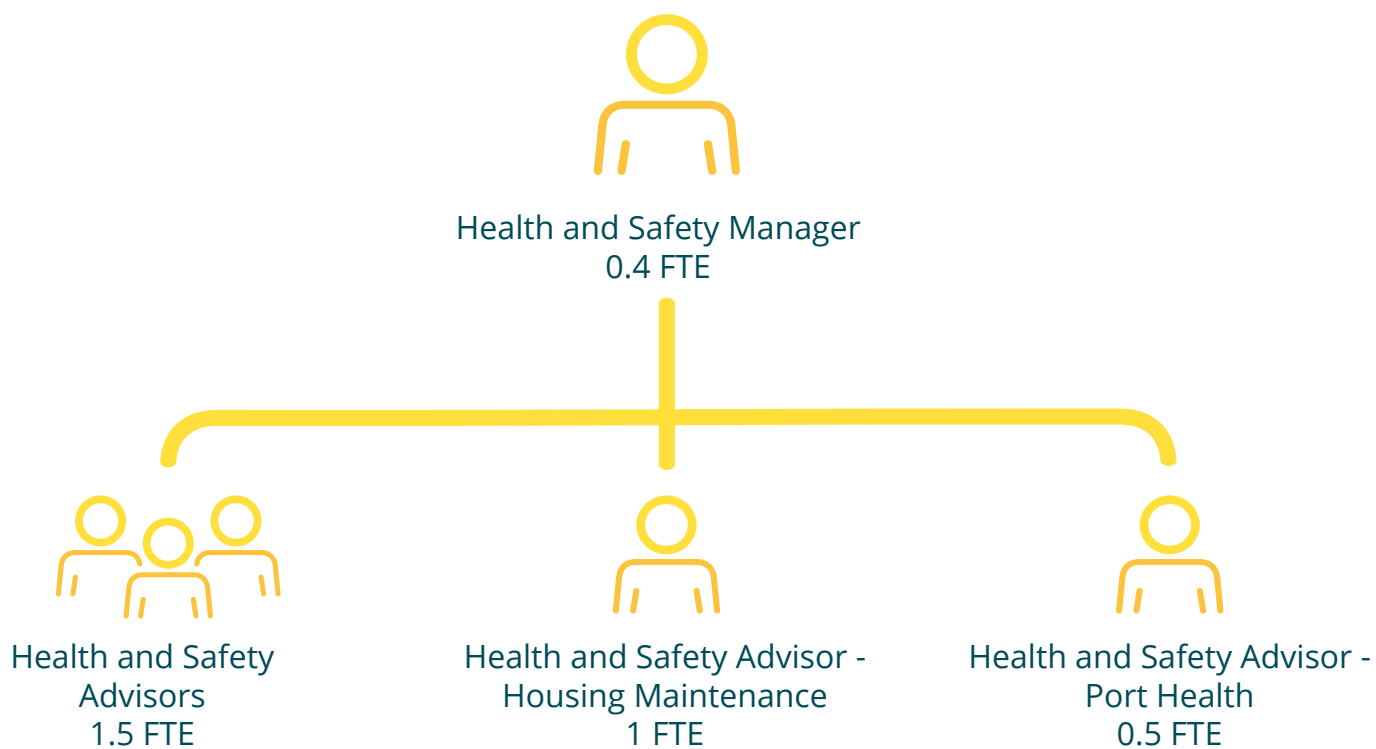 Health and Safety Manager
0.4 FTE
Health and Safety
Advisors
1.5 FTE
Health and Safety Advisor -
Housing Maintenance
1 FTE
Health and Safety Advisor -
Port Health
0.5 FTE